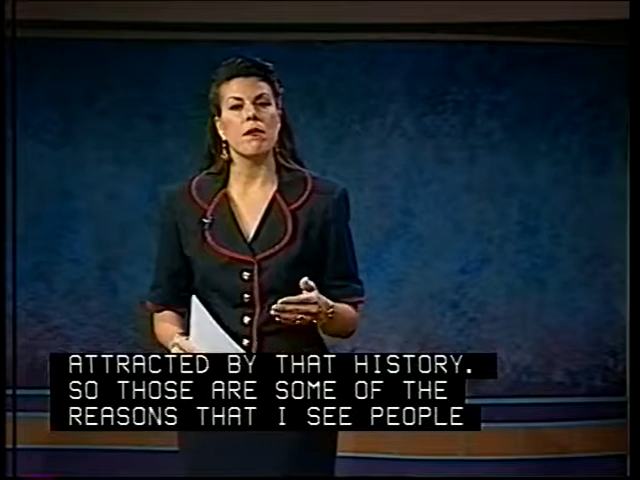 ATTRACTED BY THAT HISTORY.
SO THOSE ARE SOME OF THE
REASONS THAT I SEE PEOPLE